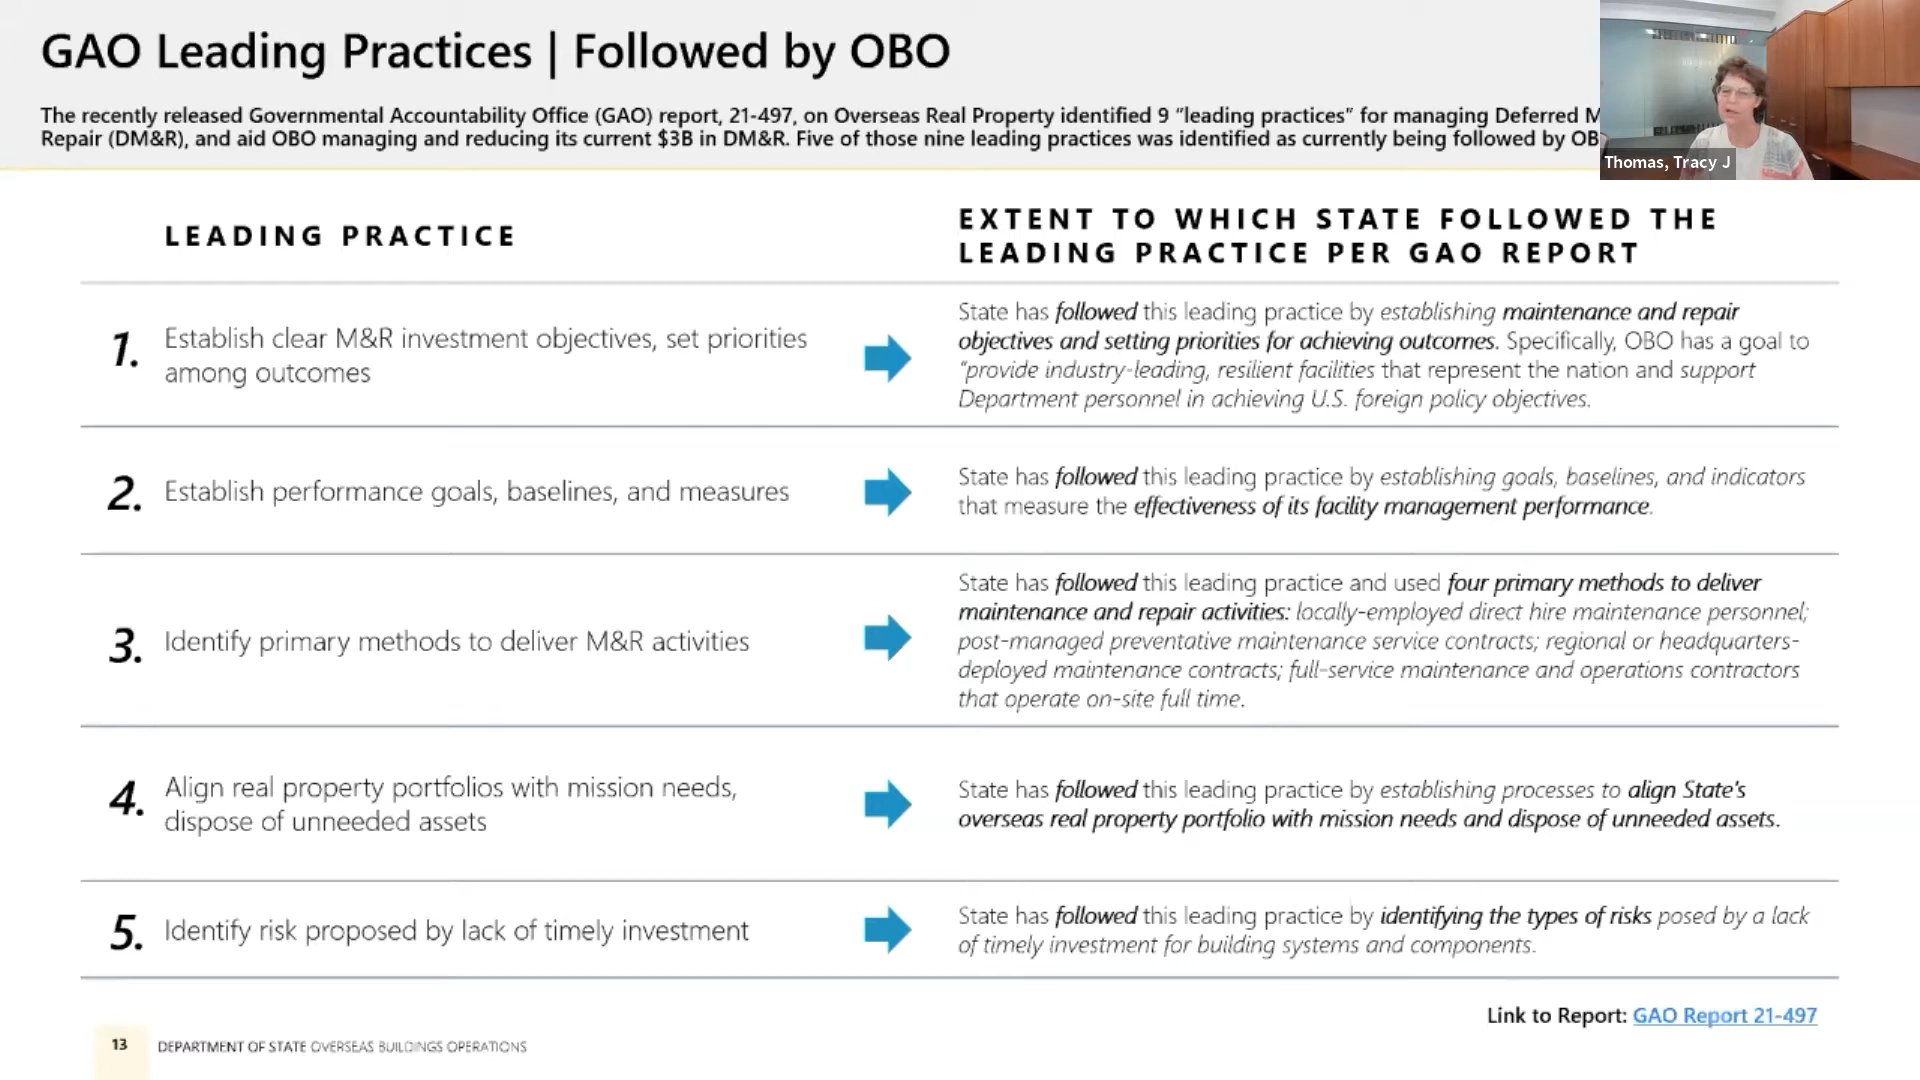 GAO Leading Practices | Followed by OBO
The recently released Governmental Accountability Office (GAO) report, 21-497, on Overseas Real Property identified 9 “leading practices” for managing Deferred M
Repair (DM&R), and aid OBO managing and reducing its current $3B in DM&R. Five of those nine leading practices was identified as currently being followed by OB
Thomas, Tracy J
LEADING PRACTICE
EXTENT TO WHICH STATE FOLLOWED THE
LEADING PRACTICE PER GAO REPORT
1.
Establish clear M&R investment objectives, set priorities
among outcomes
State has followed this leading practice by establishing maintenance and repair
objectives and setting priorities for achieving outcomes. Specifically, OBO has a goal to
“provide industry-leading, resilient facilities that represent the nation and support
Department personnel in achieving U.S. foreign policy objectives.
2.
Establish performance goals, baselines, and measures
State has followed this leading practice by establishing goals, baselines, and indicators
that measure the effectiveness of its facility management performance.
3.
Identify primary methods to deliver M&R activities
State has followed this leading practice and used four primary methods to deliver
maintenance and repair activities: locally-employed direct hire maintenance personnel;
post-managed preventative maintenance service contracts; regional or headquarters-
deployed maintenance contracts; full-service maintenance and operations contractors
that operate on-site full time.
4.
Align real property portfolios with mission needs,
dispose of unneeded assets
State has followed this leading practice by establishing processes to align State's
overseas real property portfolio with mission needs and dispose of unneeded assets.
5.
Identify risk proposed by lack of timely investment
State has followed this leading practice by identifying the types of risks posed by a lack
of timely investment for building systems and components.
Link to Report: GAO Report 21-497
13
DEPARTMENT OF STATE OVERSEAS BUILDINGS OPERATIONS